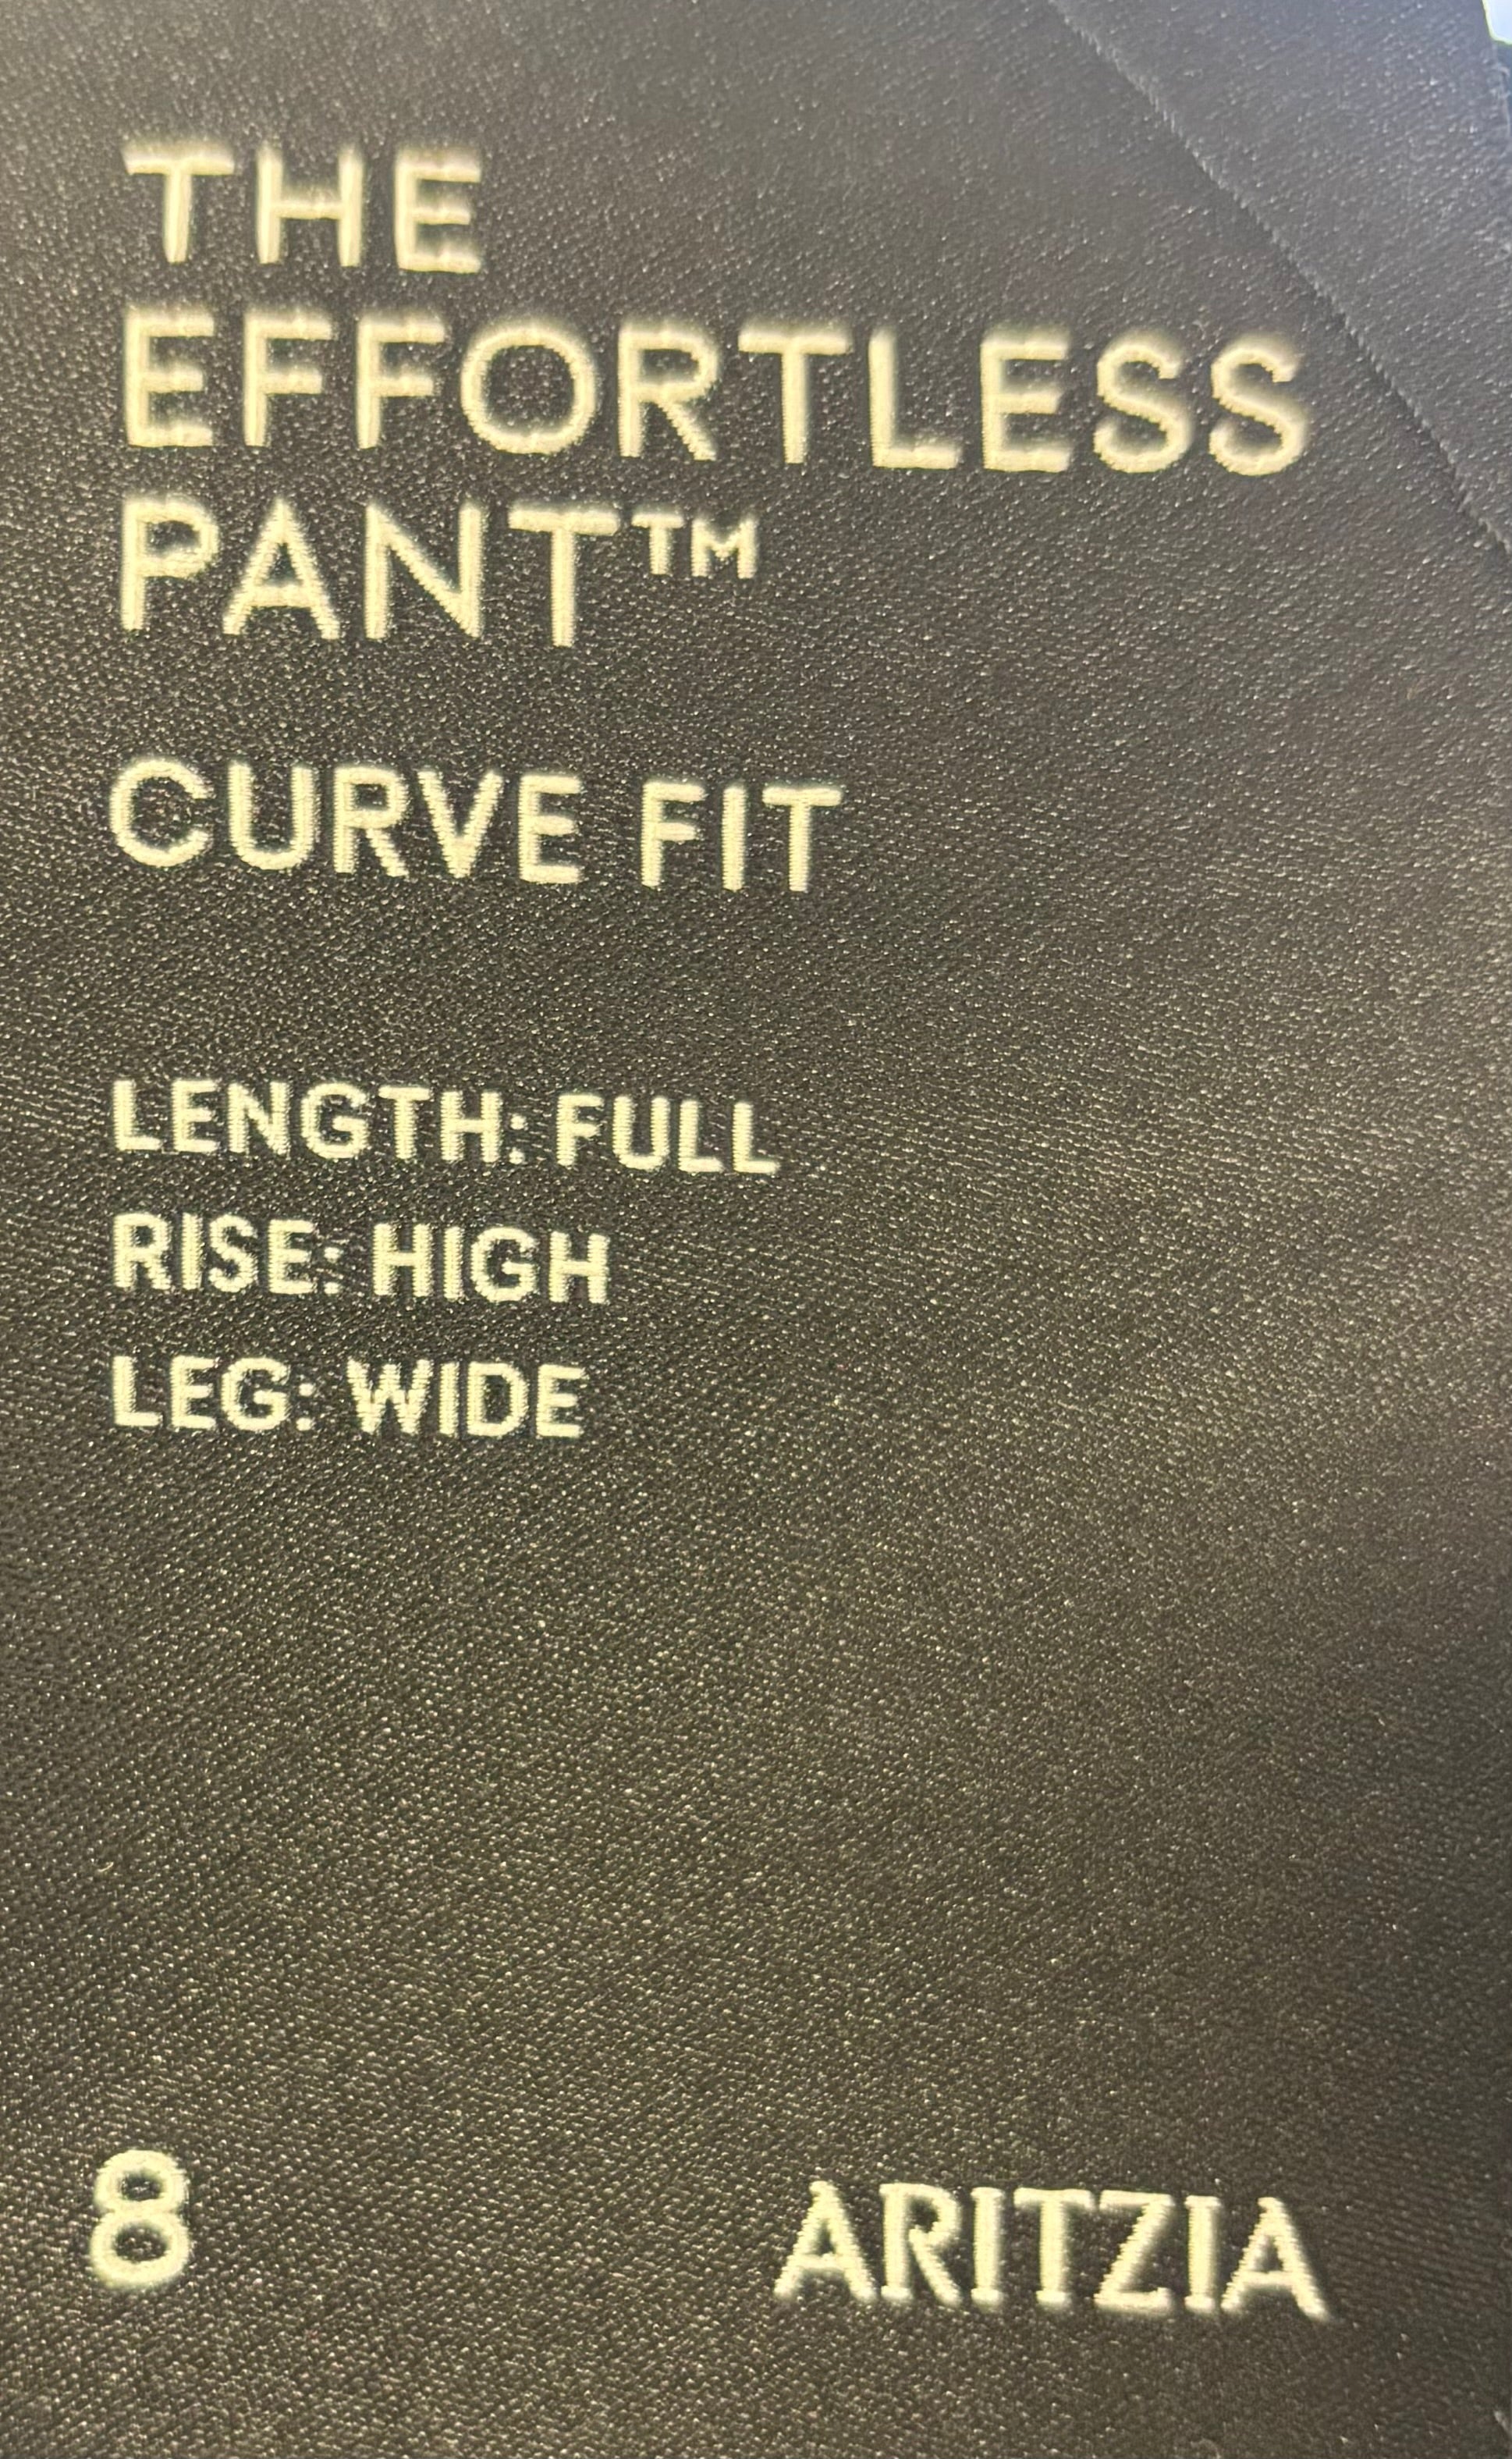 THE
EFFORTLESS
PANT™
CURVE FIT
LENGTH: FULL
RISE: HIGH
LEG: WIDE
8 ARITZIA